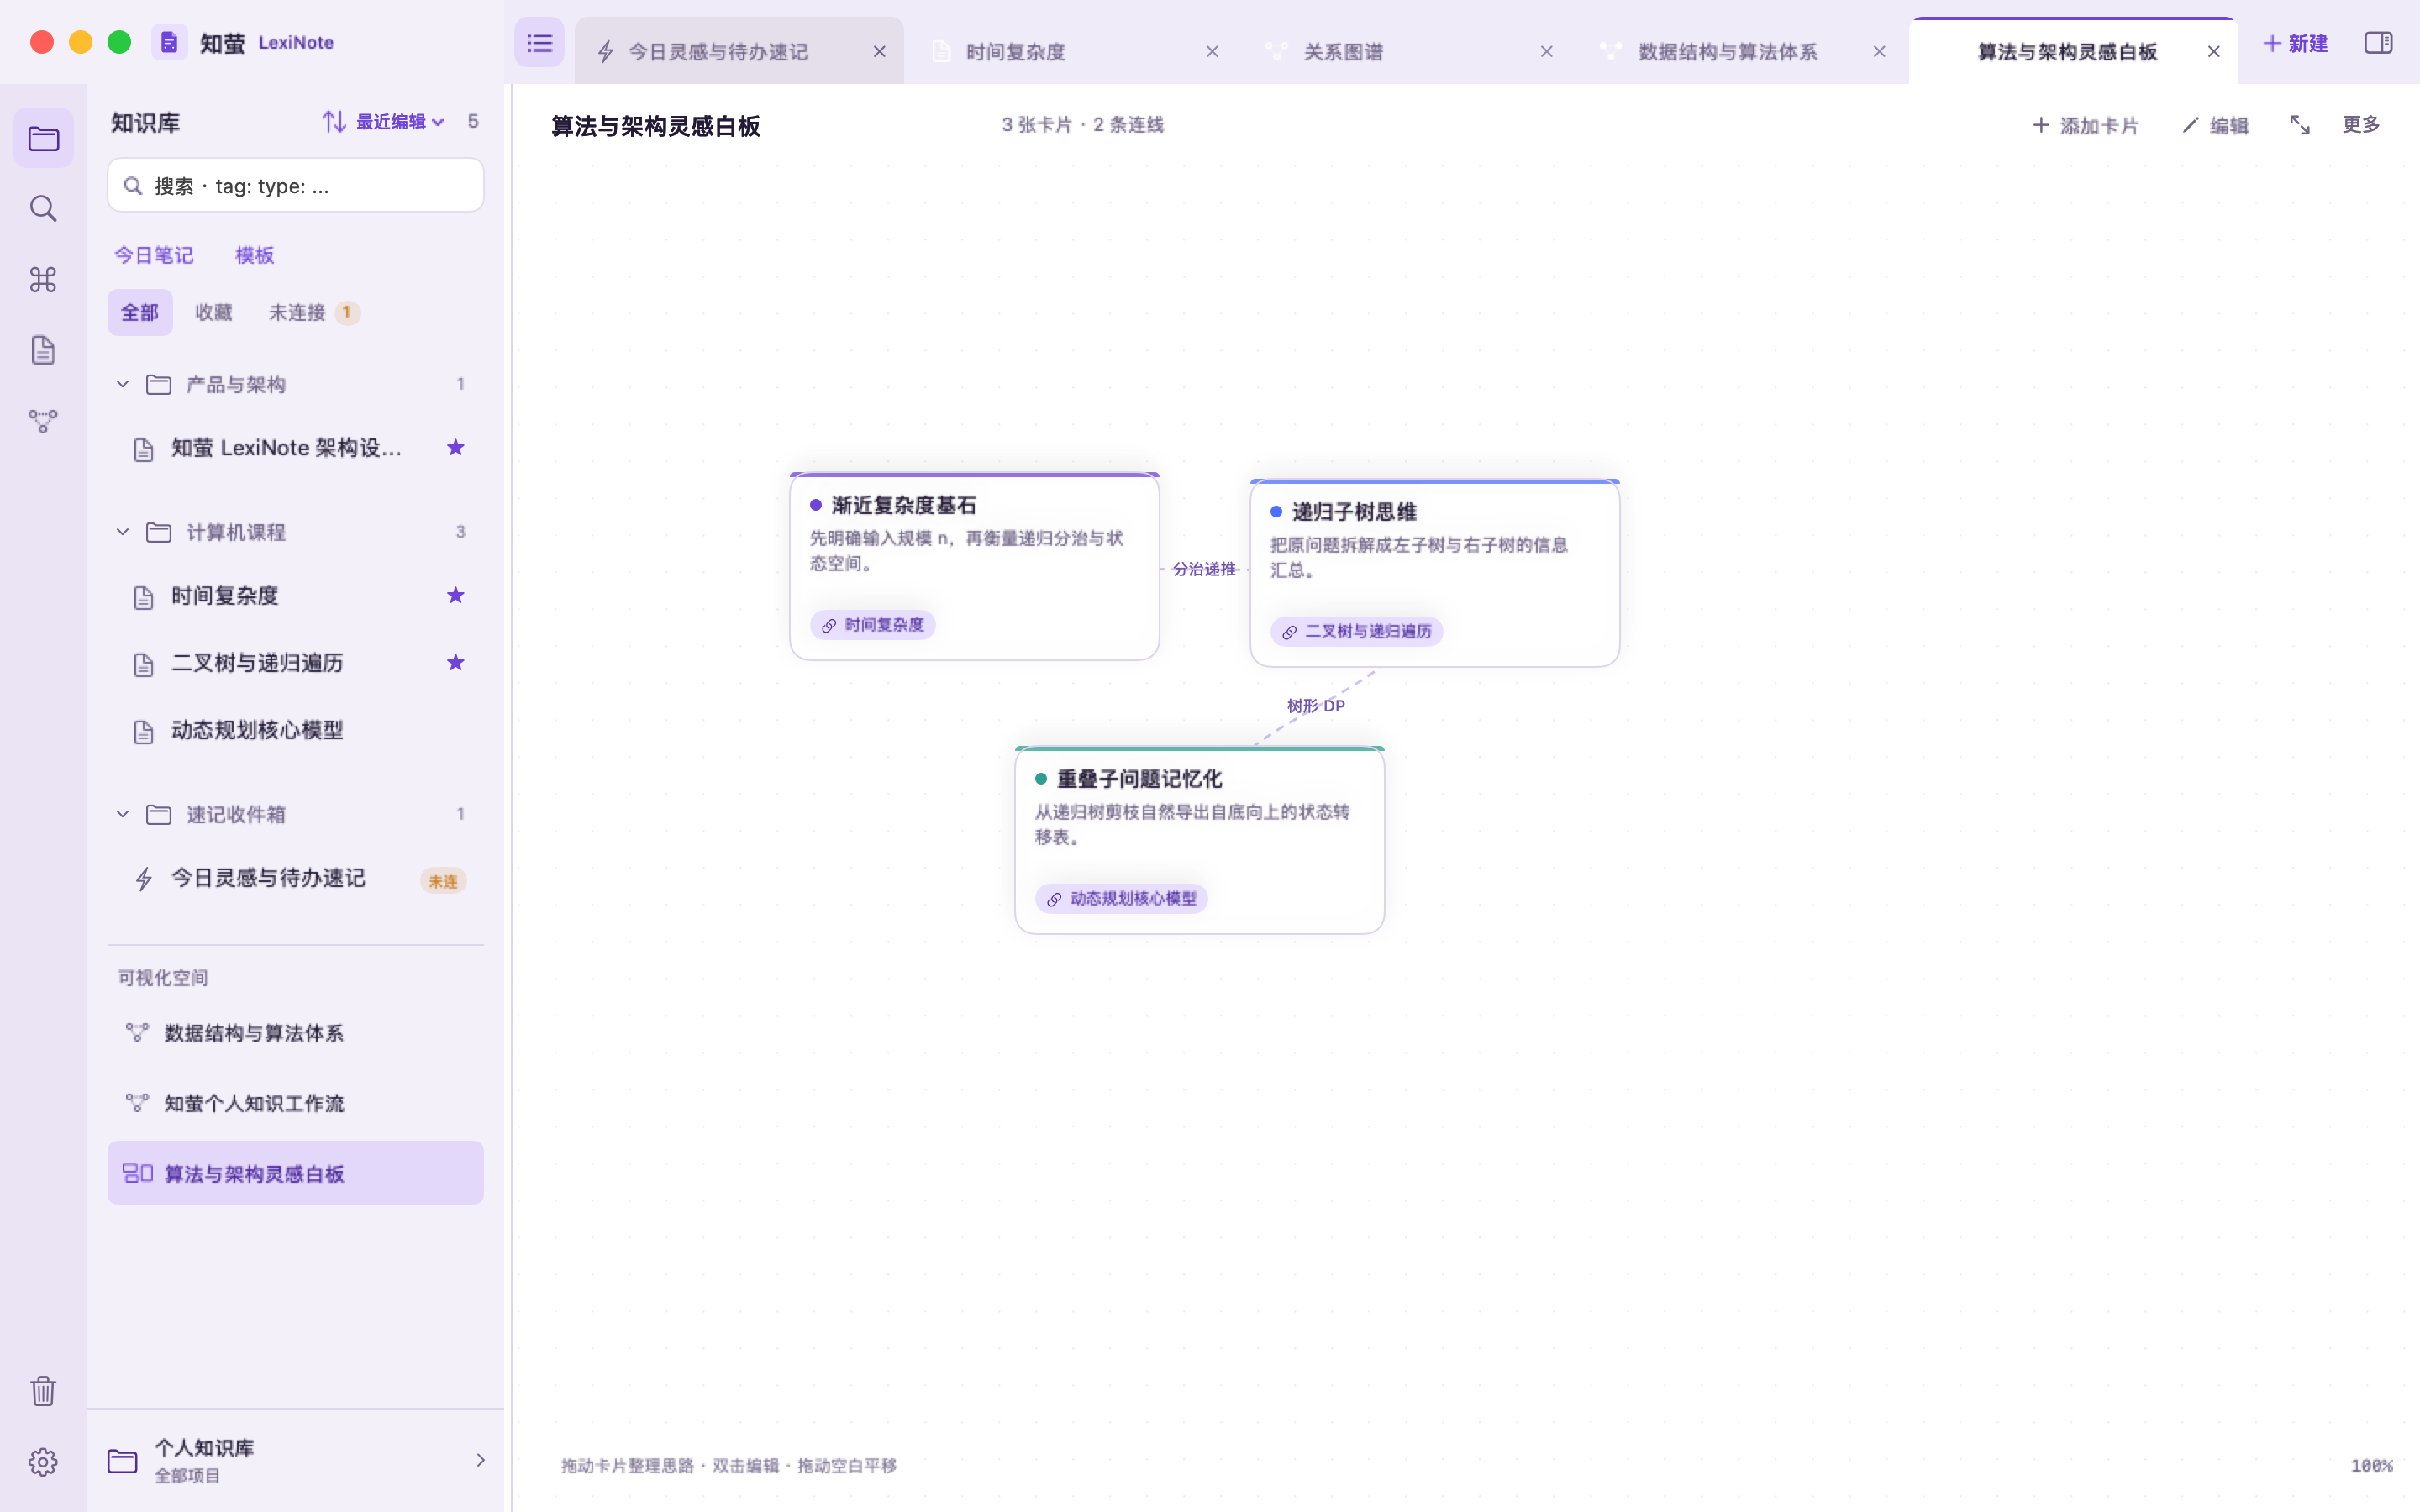 知萤 LexiNote
今日灵感与待办速记
时间复杂度
关系图谱
数据结构与算法体系
算法与架构灵感白板
新建
知识库
最近编辑
5
搜索 · tag: type: ...
今日笔记
模板
全部
收藏
未连接 1
产品与架构 1
知萤 LexiNote 架构设...
计算机课程 3
时间复杂度
二叉树与递归遍历
动态规划核心模型
速记收件箱 1
今日灵感与待办速记 未连
可视化空间
数据结构与算法体系
知萤个人知识工作流
算法与架构灵感白板
个人知识库
全部项目
算法与架构灵感白板
3 张卡片 · 2 条连线
添加卡片
编辑
更多
渐近复杂度基石
先明确输入规模 n，再衡量递归分治与状
态空间。
时间复杂度
分治递推
递归子树思维
把原问题拆解成左子树与右子树的信息
汇总。
二叉树与递归遍历
树形 DP
重叠子问题记忆化
从递归树剪枝自然导出自底向上的状态转
移表。
动态规划核心模型
拖动卡片整理思路 · 双击编辑 · 拖动空白平移
100%